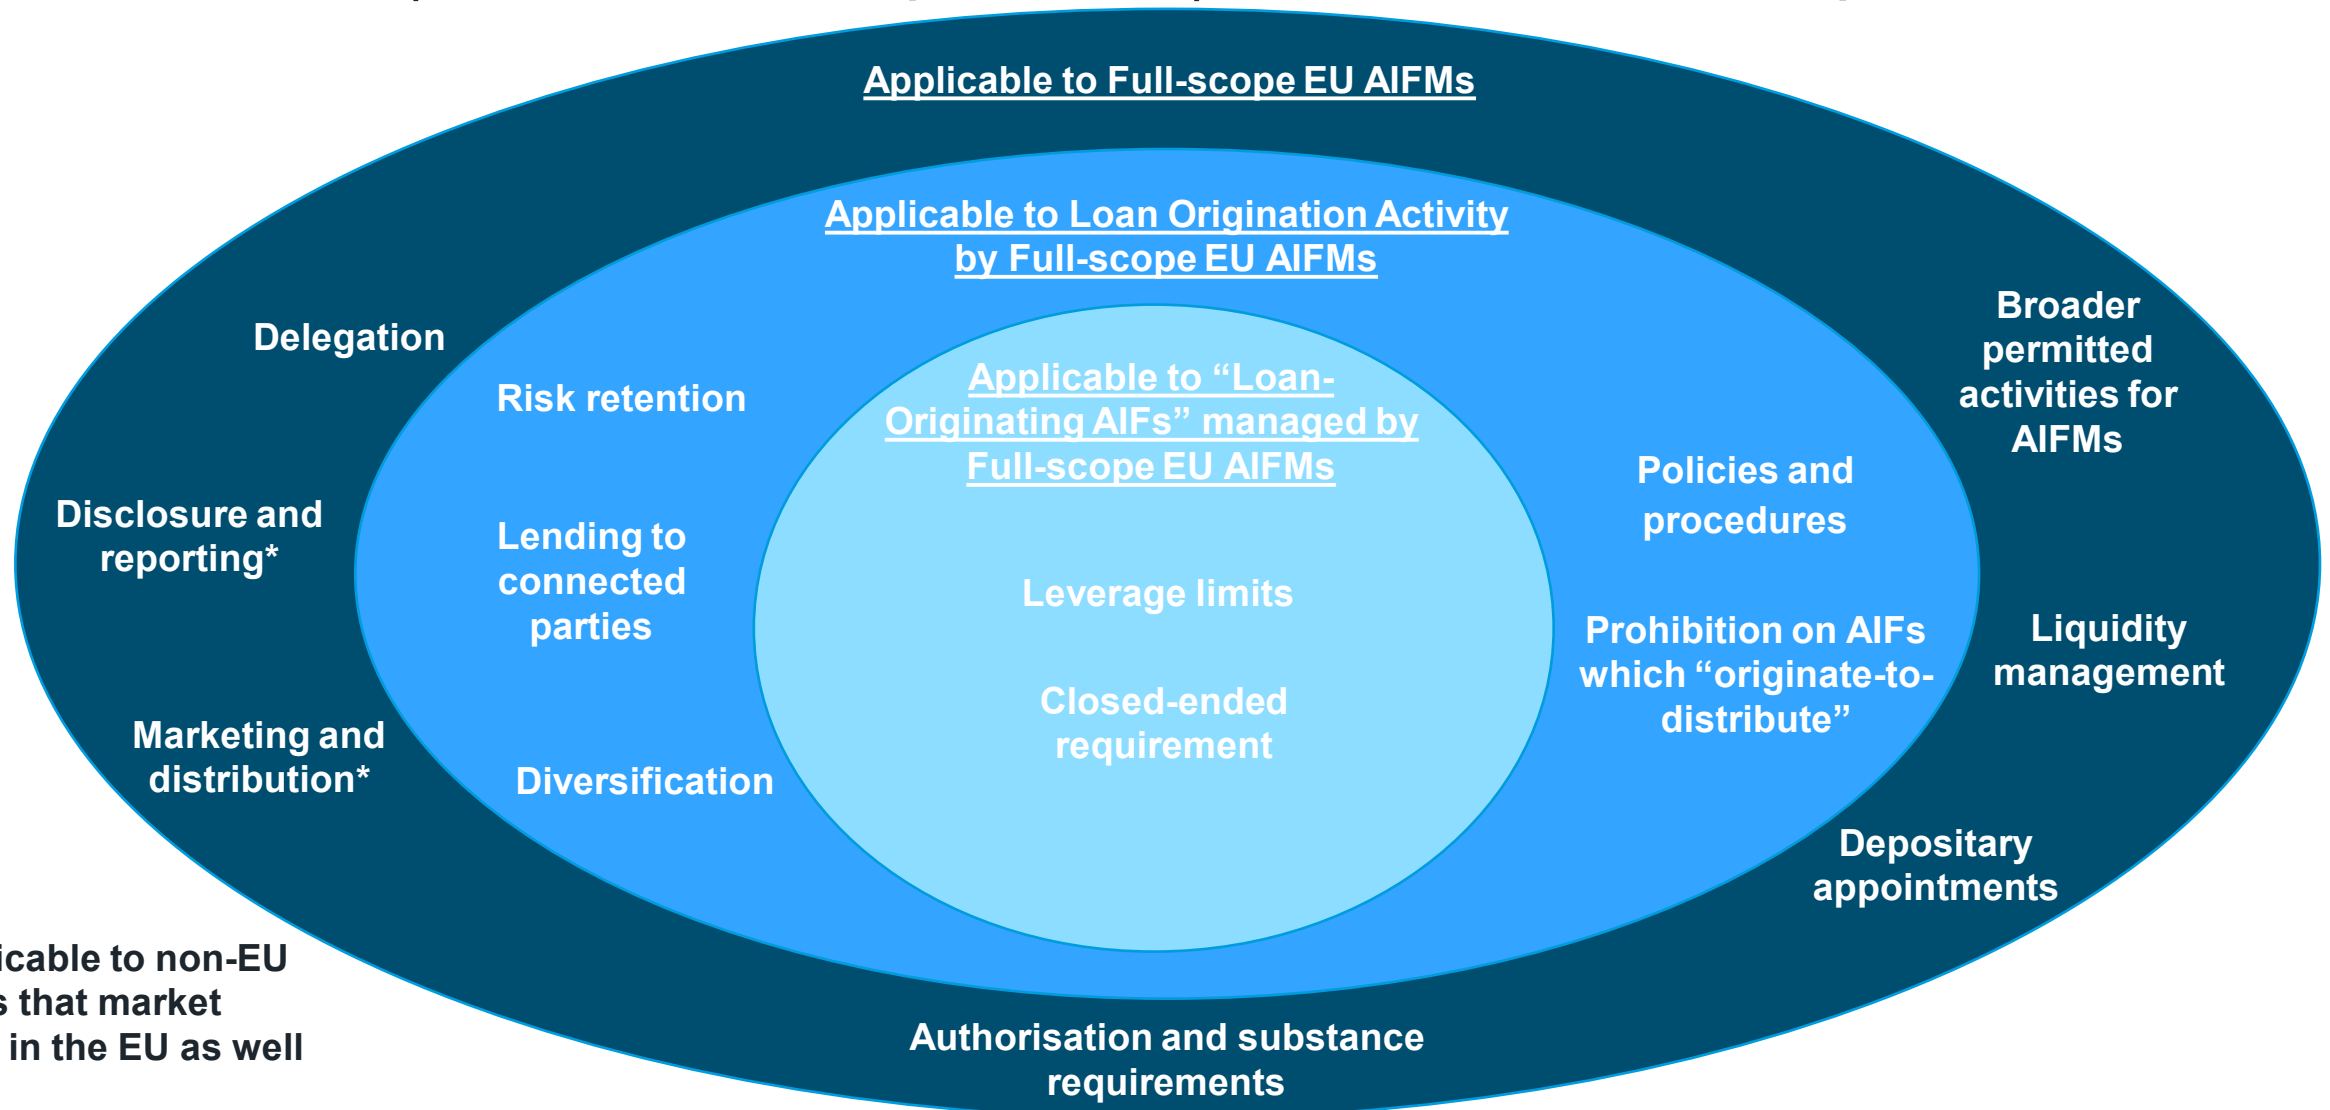 Applicable to Full-scope EU AIFMs
Applicable to Loan Origination Activity
by Full-scope EU AIFMs
Applicable to “Loan-
Originating AIFs” managed by
Full-scope EU AIFMs
Leverage limits
Closed-ended
requirement
Risk retention
Lending to
connected
parties
Diversification
Policies and
procedures
Prohibition on AIFs
which “originate-to-
distribute”
Delegation
Disclosure and
reporting*
Marketing and
distribution*
Broader
permitted
activities for
AIFMs
Liquidity
management
Depositary
appointments
Authorisation and substance
requirements
to non-EU
that market
in the EU as well